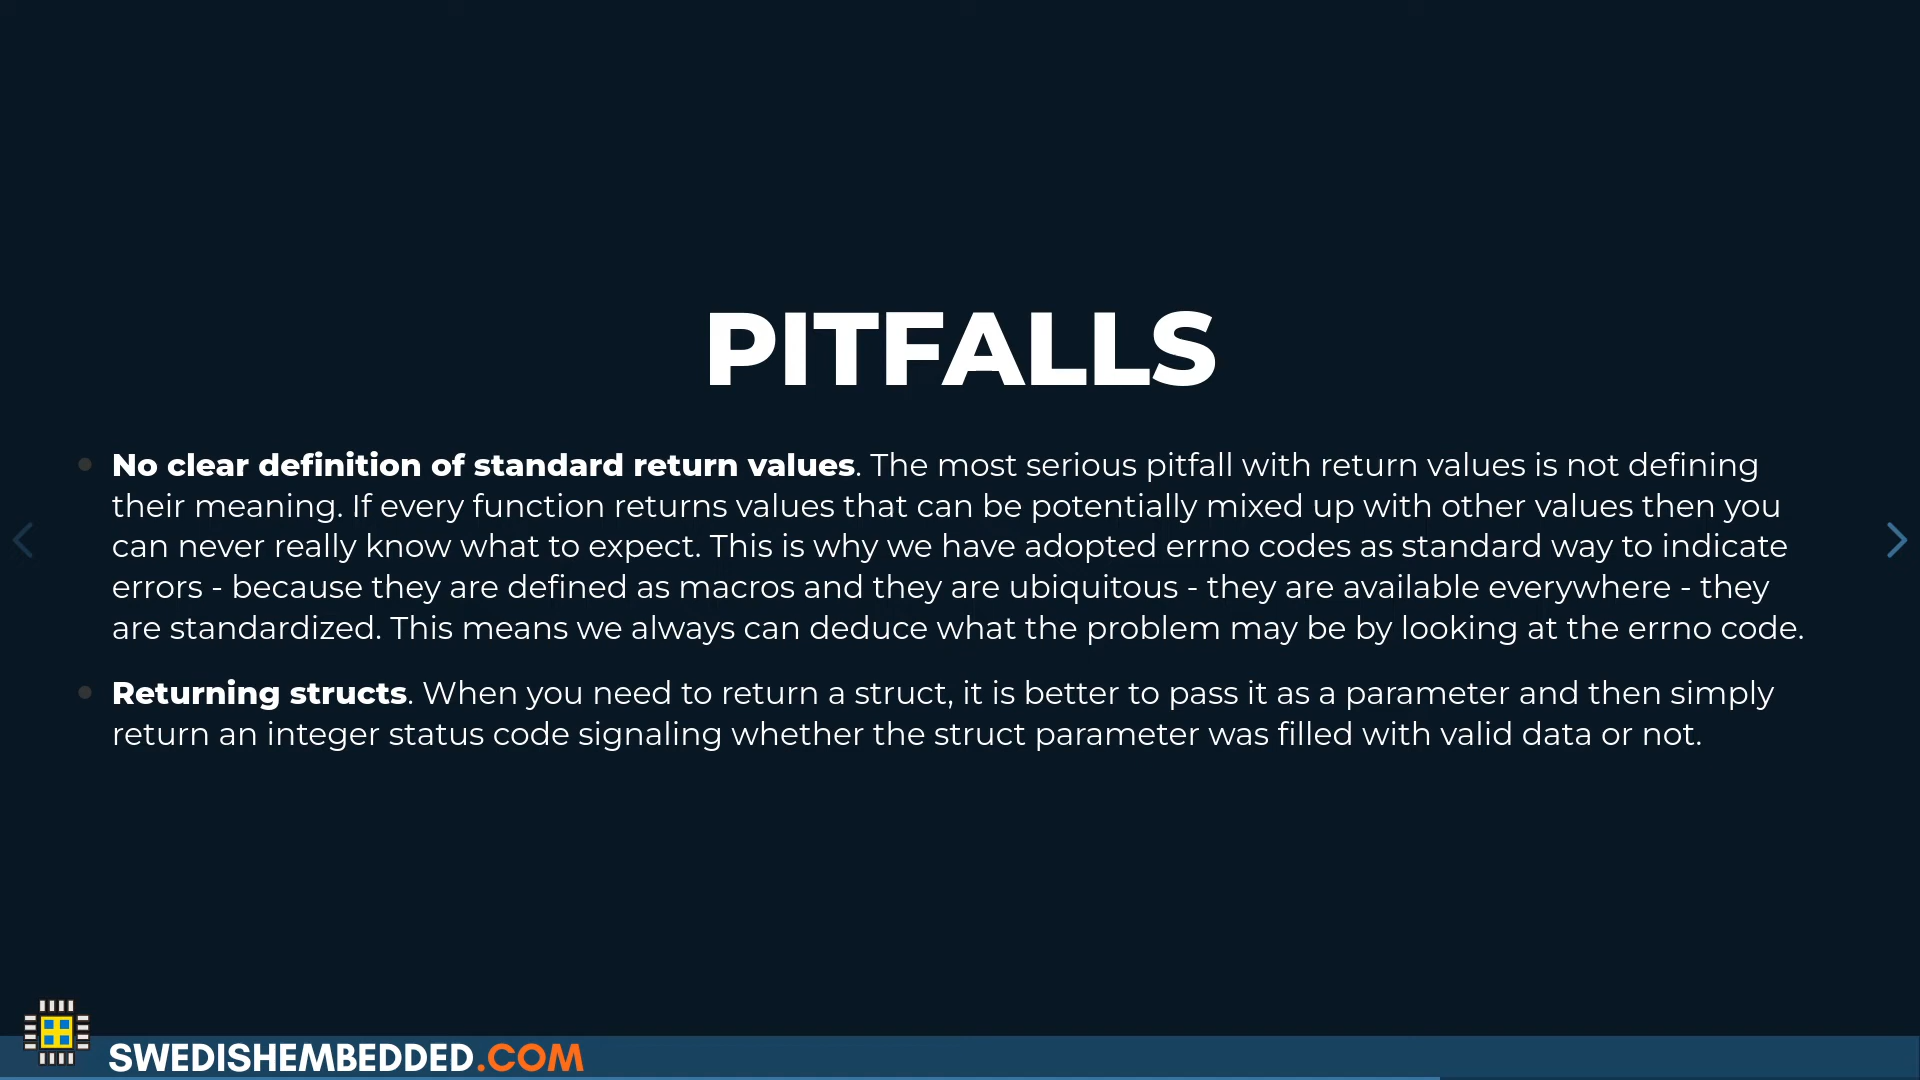 PITFALLS
No clear definition of standard return values. The most serious pitfall with return values is not defining
their meaning. If every function returns values that can be potentially mixed up with other values then you
can never really know what to expect. This is why we have adopted errno codes as standard way to indicate
errors - because they are defined as macros and they are ubiquitous - they are available everywhere - they
are standardized. This means we always can deduce what the problem may be by looking at the errno code.
Returning structs. When you need to return a struct, it is better to pass it as a parameter and then simply
return an integer status code signaling whether the struct parameter was filled with valid data or not.
SWEDISHEMBEDDED.COM